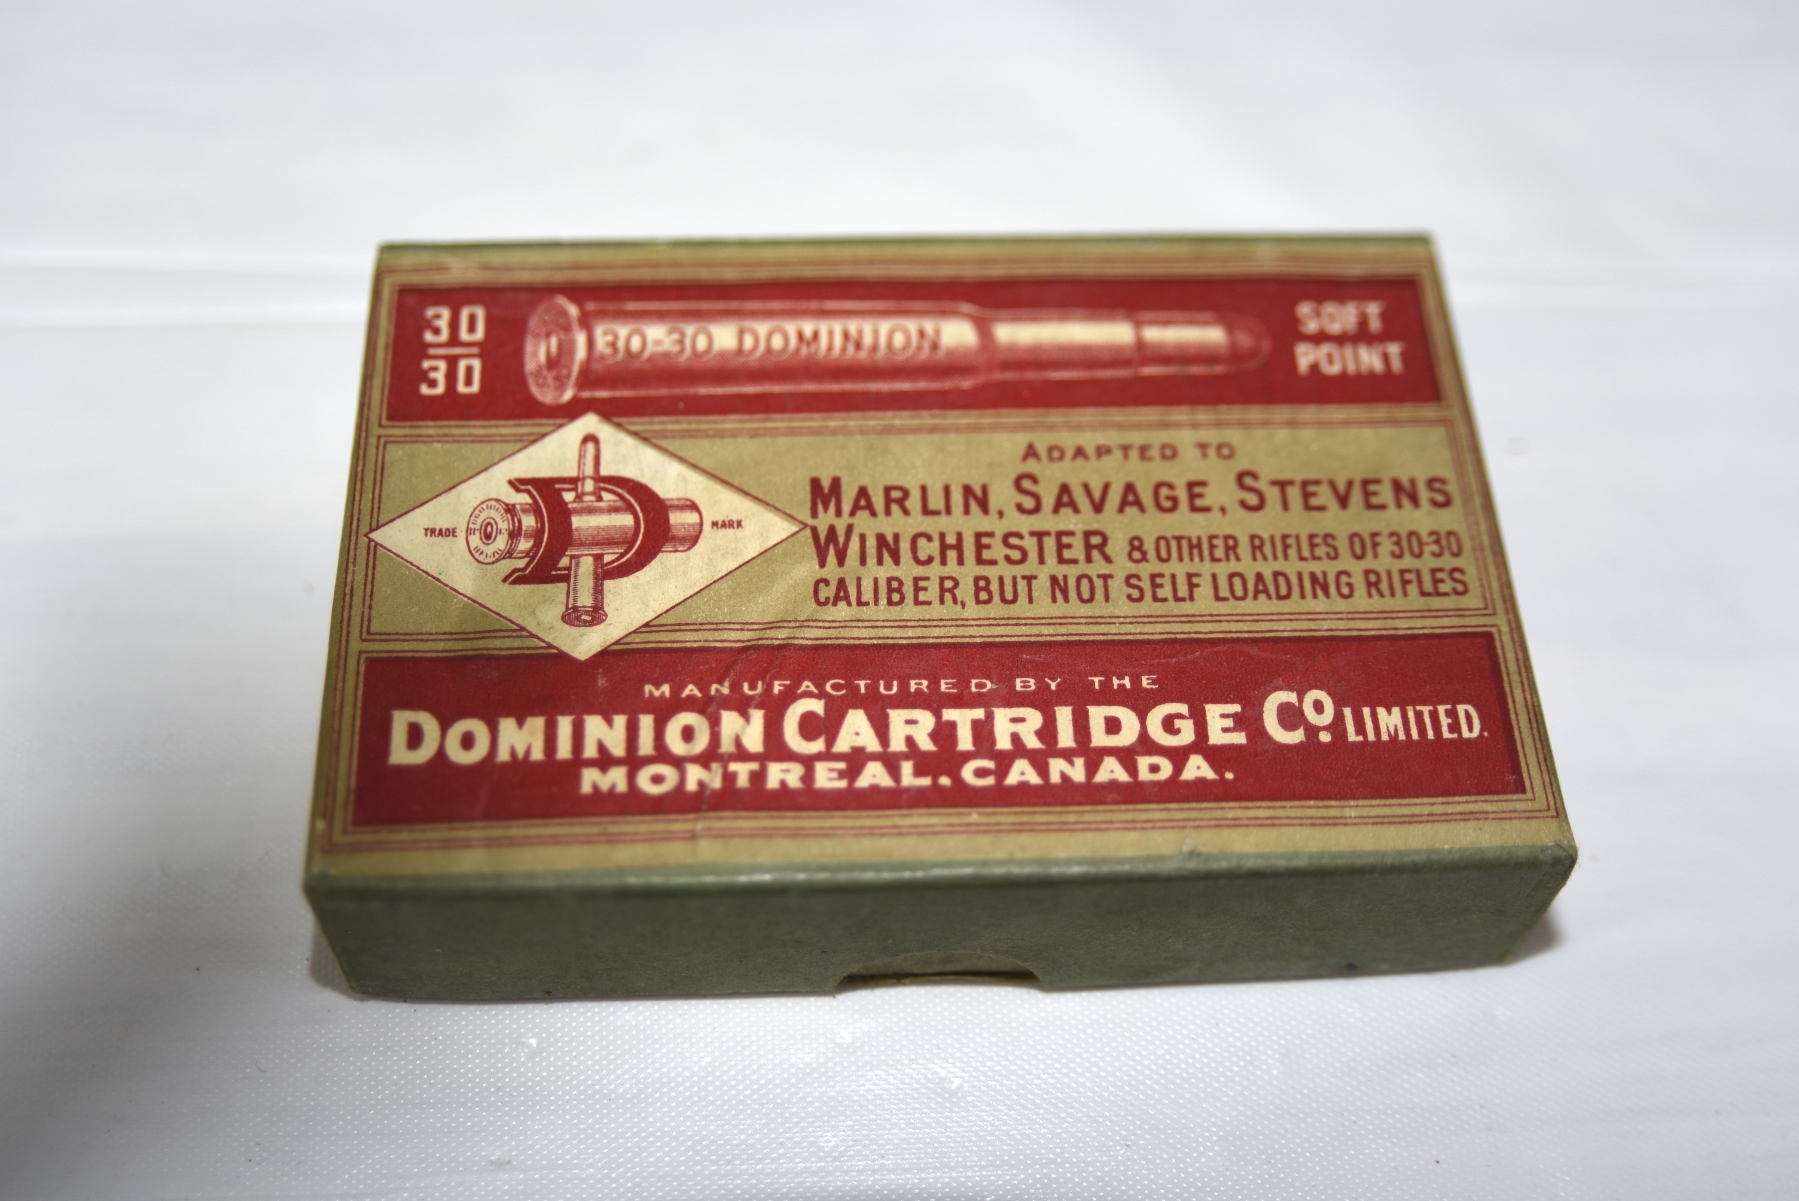 30
30
30-30 DOMINION
SOFT
POINT
TRADE
MARK
D
ADAPTED TO
MARLIN, SAVAGE, STEVENS
WINCHESTER & OTHER RIFLES OF 30-30
CALIBER, BUT NOT SELF LOADING RIFLES
MANUFACTURED BY THE
DOMINION CARTRIDGE CO. LIMITED.
MONTREAL. CANADA.